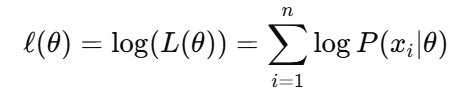 ℓ(θ) = log(L(θ)) = ∑_{i=1}^{n} log P(x_i|θ)